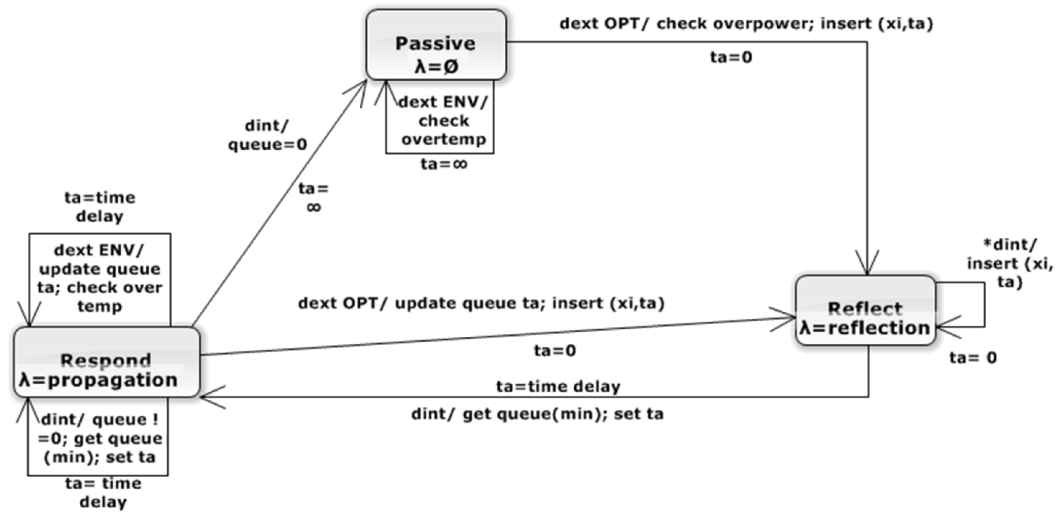 dext OPT/ check overpower; insert (xi,ta)
ta=0
Passive
λ=Ø
dext ENV/
check
overtemp
ta=∞
dint/
queue=0
ta=
∞
ta=time
delay
dext ENV/
update queue
ta; check over
temp
*dint/
insert (xi,
ta)
dext OPT/ update queue ta; insert (xi,ta)
Reflect
λ=reflection
ta=0
ta= 0
Respond
λ=propagation
ta=time delay
dint/ get queue(min); set ta
dint/ queue !
=0; get queue
(min); set ta
ta= time
delay